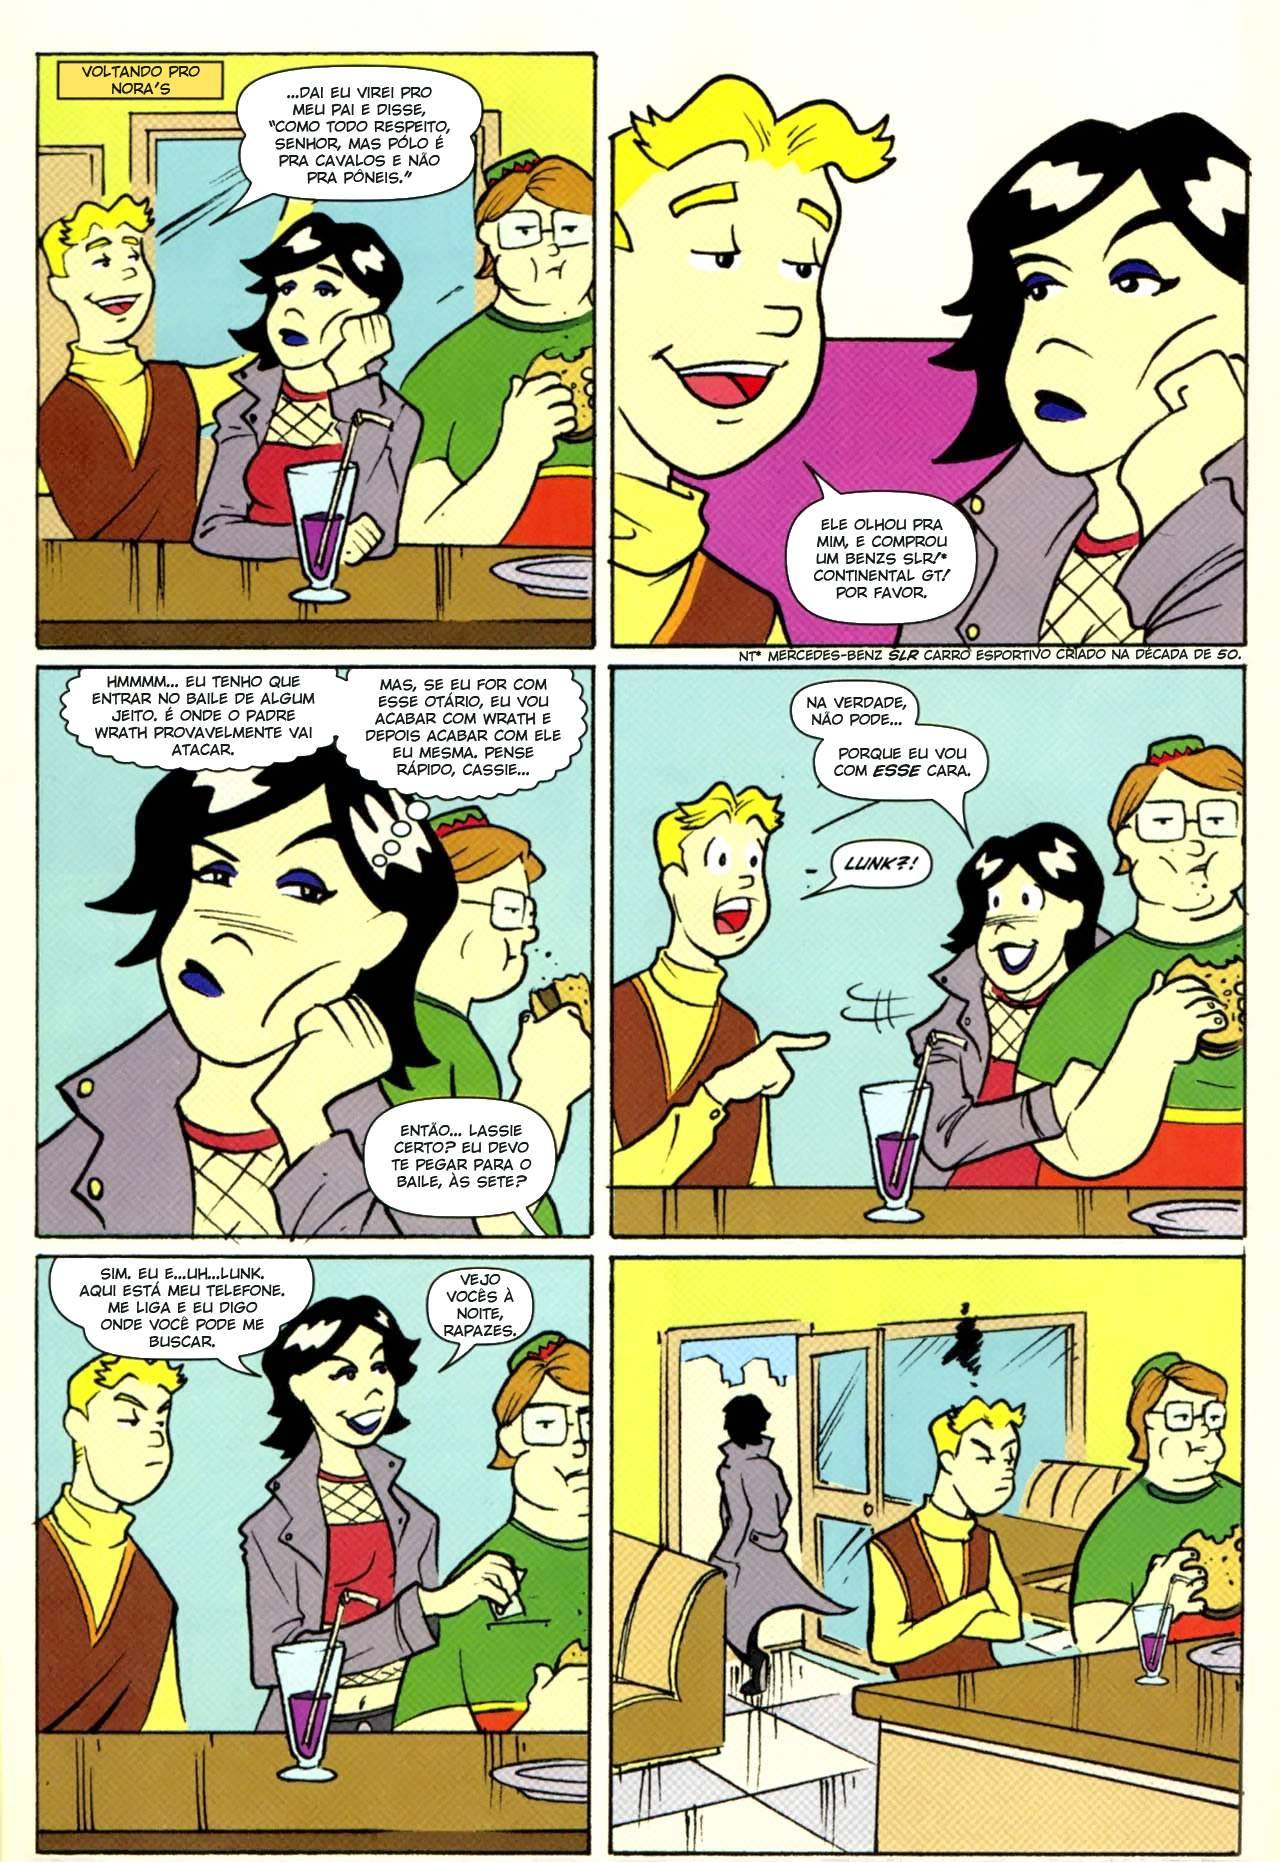 VOLTANDO PRO
NORA'S
...DAI EU VIREI PRO
MEU PAI E DISSE,
"COMO TODO RESPEITO,
SENHOR, MAS PÓLO É
PRA CAVALOS E NÃO
PRA PÔNEIS."
ELE OLHOU PRA
MIM, E COMPROU
UM BENZS SLR!*
CONTINENTAL GT!
POR FAVOR.
NT* MERCEDES-BENZ SLR CARRO ESPORTIVO CRIADO NA DÉCADA DE 50.
HMMMM... EU TENHO QUE
ENTRAR NO BAILE DE ALGUM
JEITO. É ONDE O PADRE
WRATH PROVAVELMENTE VAI
ATACAR.
MAS, SE EU FOR COM
ESSE OTÁRIO, EU VOU
ACABAR COM WRATH E
DEPOIS ACABAR COM ELE
EU MESMA. PENSE
RÁPIDO, CASSIE...
ENTÃO... LASSIE
CERTO? EU DEVO
TE PEGAR PARA O
BAILE, ÀS SETE?
NA VERDADE,
NÃO PODE...
PORQUE EU VOU
COM ESSE CARA.
LUNK?!
SIM. EU E...UH...LUNK.
AQUI ESTÁ MEU TELEFONE.
ME LIGA E EU DIGO
ONDE VOCÊ PODE ME
BUSCAR.
VEJO
VOCÊS À
NOITE,
RAPAZES.